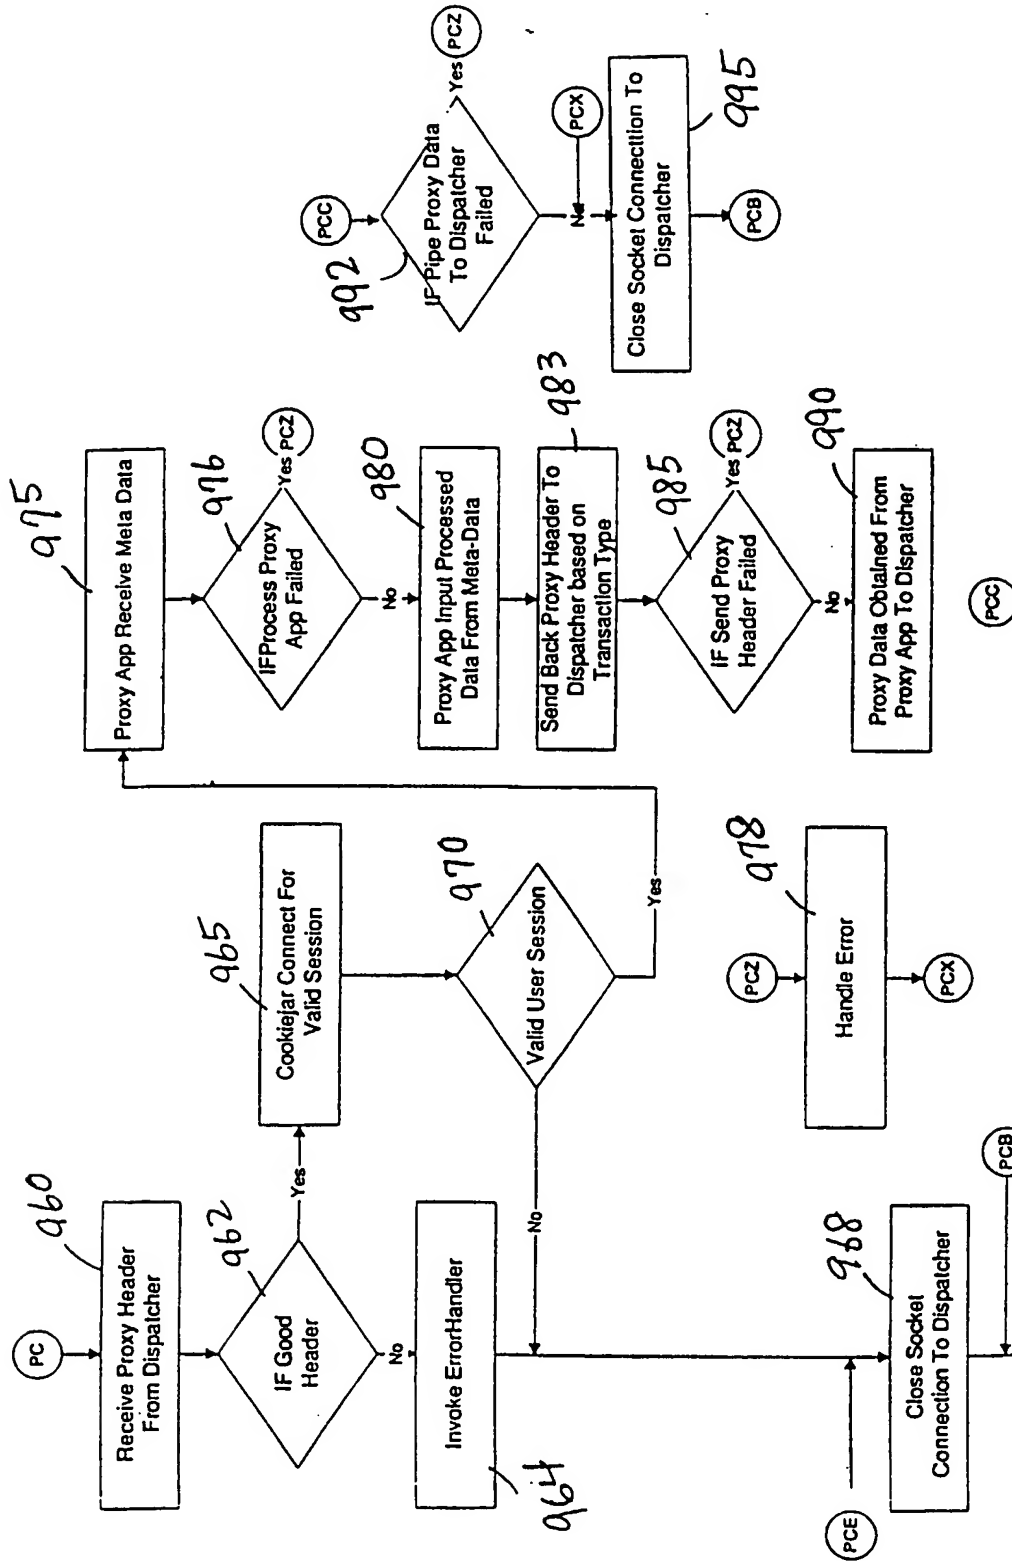 PC
960
Receive Proxy Header
From Dispatcher
962
IF Good
Header
Yes
No
Invoke ErrorHandler
964
965
Cookiejar Connect For
Valid Session
970
Valid User Session
No
Yes
PCE
968
Close Socket
Connection To Dispatcher
PCB
975
Proxy App Receive Meta Data
976
IFProcess Proxy
App Failed
Yes
PCZ
No
980
Proxy App Input Processed
Data From Meta-Data
983
Send Back Proxy Header To
Dispatcher based on
Transaction Type
985
IF Send Proxy
Header Failed
Yes
PCZ
No
990
Proxy Data Obtained From
Proxy App To Dispatcher
PCC
PCZ
978
Handle Error
PCX
PCC
992
IF Pipe Proxy Data
To Dispatcher
Failed
Yes
PCZ
No
PCX
995
Close Socket Connecttion To
Dispatcher
PCB